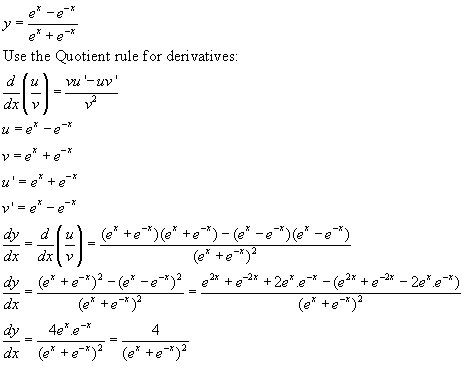 y = (e^x − e^−x)/(e^x + e^−x)
Use the Quotient rule for derivatives:
d/dx (u/v) = (vu'−uv')/v^2
u = e^x − e^−x
v = e^x + e^−x
u' = e^x + e^−x
v' = e^x − e^−x
dy/dx = d/dx (u/v) = ((e^x + e^−x)(e^x + e^−x) − (e^x − e^−x)(e^x − e^−x))/(e^x + e^−x)^2
dy/dx = ((e^x + e^−x)^2 − (e^x − e^−x)^2)/(e^x + e^−x)^2 = (e^2x + e^−2x + 2e^x.e^−x − (e^2x + e^−2x − 2e^x.e^−x))/(e^x + e^−x)^2
dy/dx = 4e^x.e^−x/(e^x + e^−x)^2 = 4/(e^x + e^−x)^2